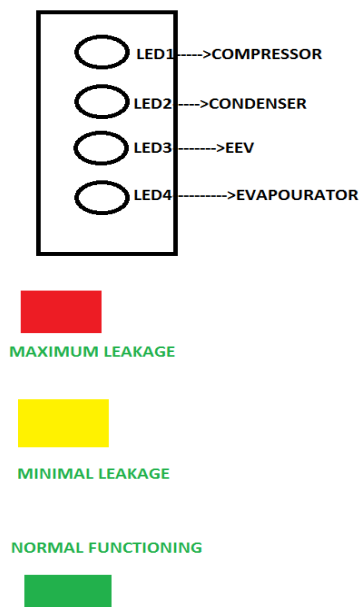 LED1----->COMPRESSOR
LED2---->CONDENSER
LED3------->EEV
LED4--------->EVAPOURATOR
MAXIMUM LEAKAGE
MINIMAL LEAKAGE
NORMAL FUNCTIONING